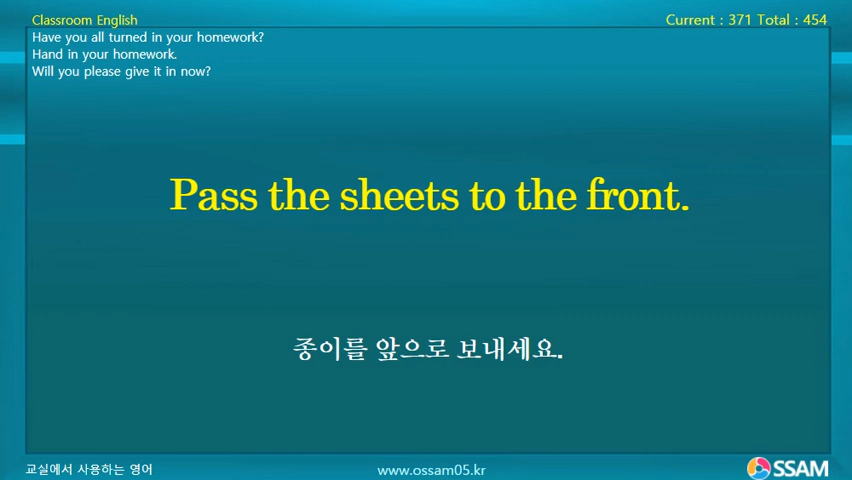 Classroom English
Current : 371 Total : 454
Have you all turned in your homework?
Hand in your homework.
Will you please give it in now?
Pass the sheets to the front.
종이를 앞으로 보내세요.
교실에서 사용하는 영어
www.ossam05.kr
SSAM